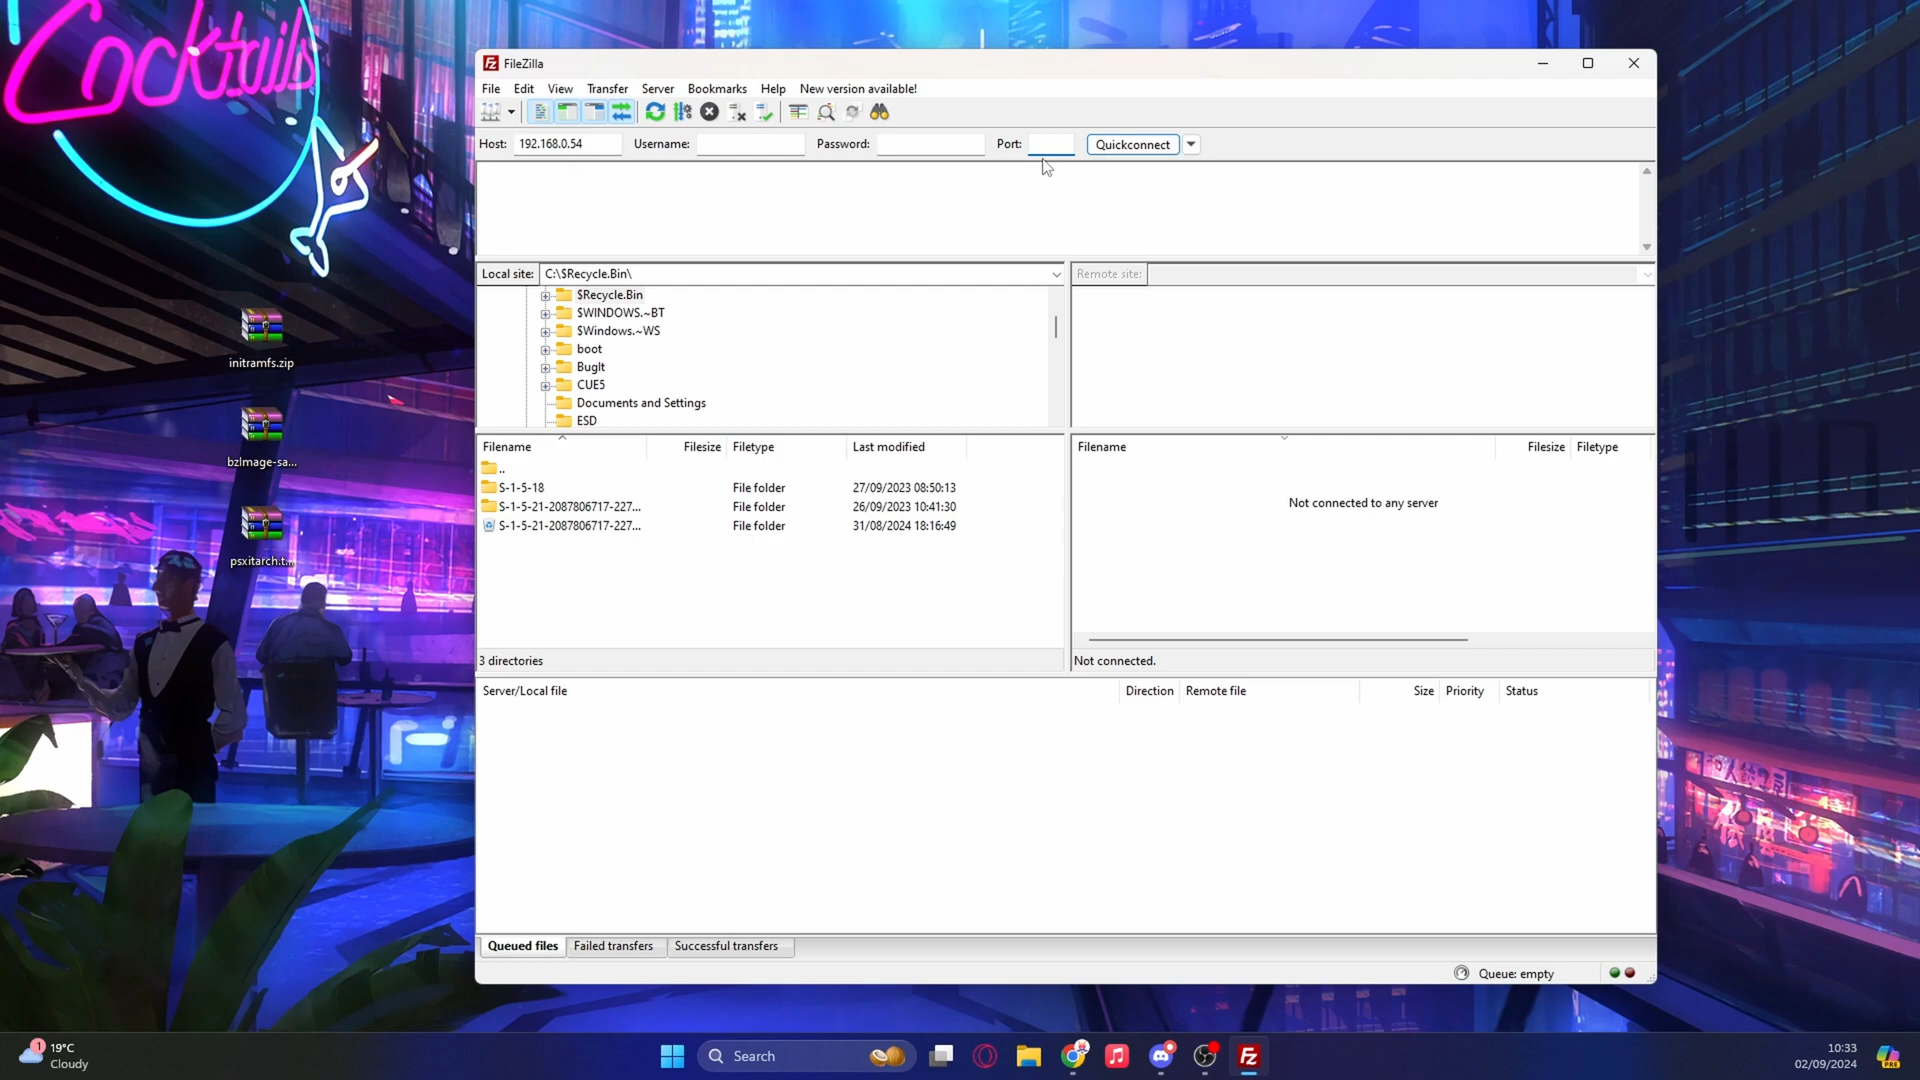 Cocktails
FileZilla
File Edit View Transfer Server Bookmarks Help New version available!
Host: 192.168.0.54 Username: Password: Port: Quickconnect
Local site: C:\$Recycle.Bin\
Remote site:
$Recycle.Bin
$WINDOWS.~BT
$Windows.~WS
boot
BugIt
CUE5
Documents and Settings
ESD
Filename Filesize Filetype Last modified
..
S-1-5-18 File folder 27/09/2023 08:50:13
S-1-5-21-2087806717-227... File folder 26/09/2023 10:41:30
S-1-5-21-2087806717-227... File folder 31/08/2024 18:16:49
3 directories
Filename Filesize Filetype
Not connected to any server
Not connected.
Server/Local file Direction Remote file Size Priority Status
Queued files Failed transfers Successful transfers
Queue: empty
initramfs.zip
bzImage-sa...
psxitarch.t...
1
19°C
Cloudy
Search
10:33
02/09/2024
PRE